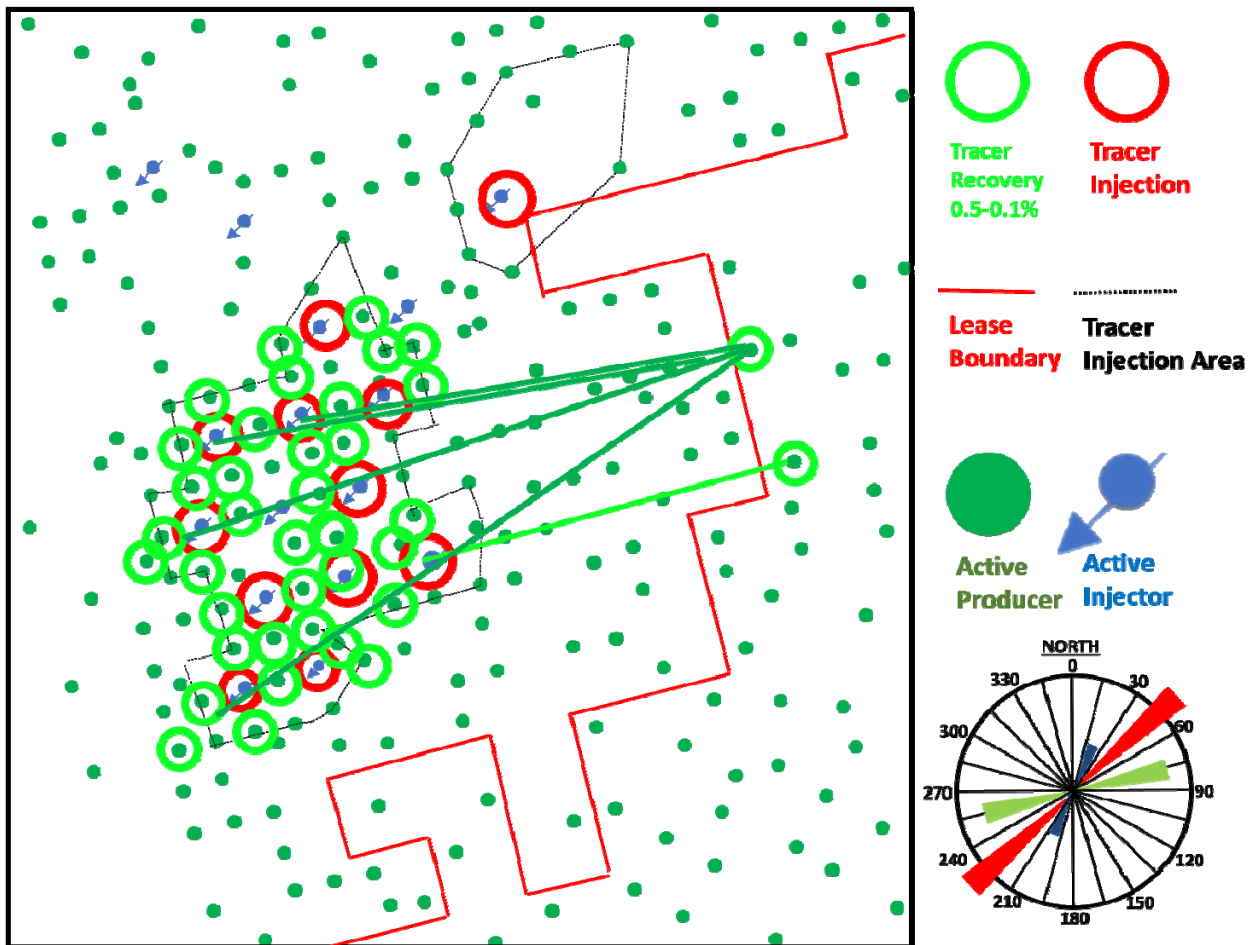 Tracer
Recovery
0.5-0.1%
Tracer
Injection
Lease
Boundary
Tracer
Injection Area
Active
Producer
Active
Injector
NORTH
0
30
60
90
120
150
180
210
240
270
300
330